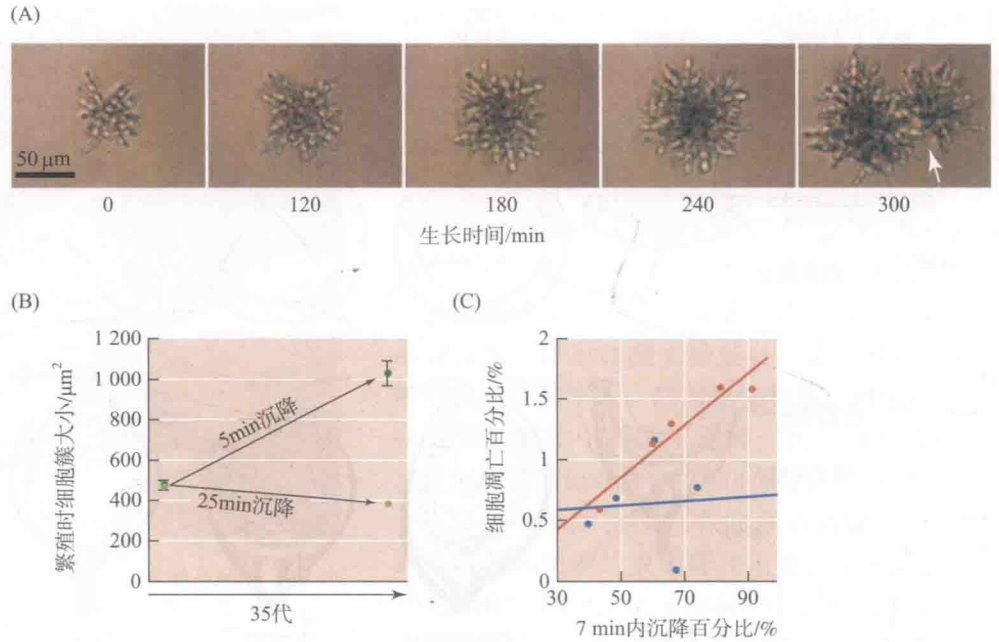 (A)
50 μm
0
120
180
240
300
生长时间/min
(B)
繁殖时细胞簇大小/μm²
1 200
1 000
800
600
400
200
0
5min沉降
25min沉降
35代
(C)
细胞凋亡百分比/%
2
1.5
1
0.5
0
30
50
70
90
7 min内沉降百分比/%